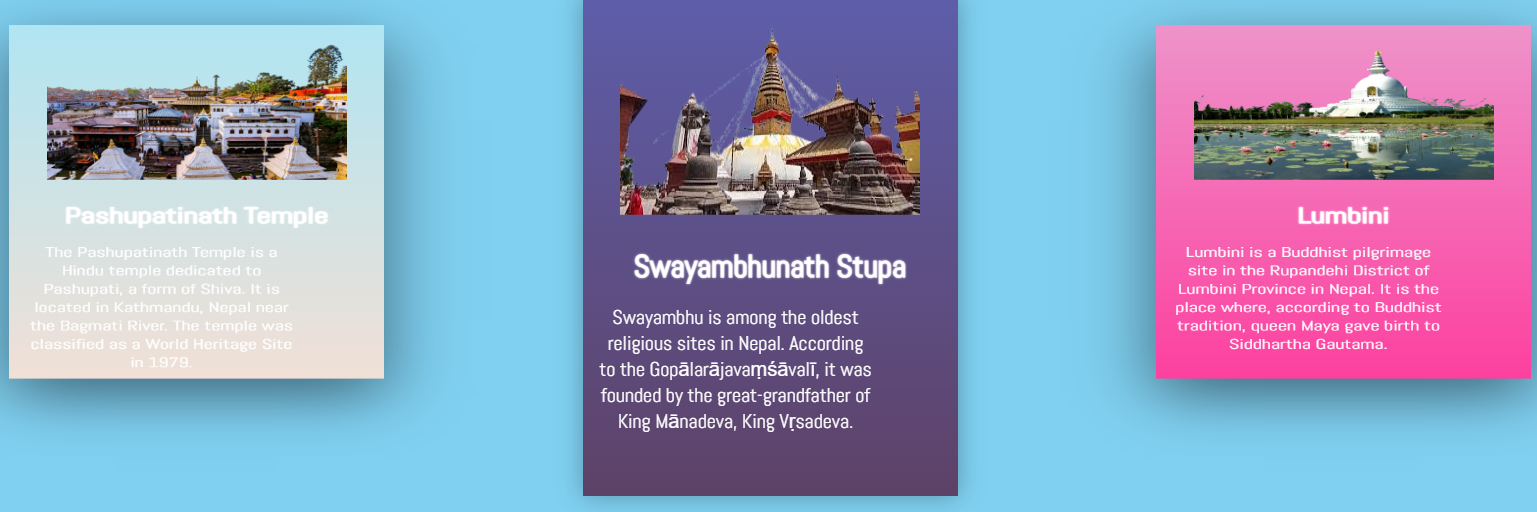 Pashupatinath Temple
The Pashupatinath Temple is a
Hindu temple dedicated to
Pashupati, a form of Shiva. It is
located in Kathmandu, Nepal near
the Bagmati River. The temple was
classified as a World Heritage Site
in 1979.
Swayambhunath Stupa
Swayambhu is among the oldest
religious sites in Nepal. According
to the Gopālarājavaṃśāvalī, it was
founded by the great-grandfather of
King Mānadeva, King Vṛsadeva.
Lumbini
Lumbini is a Buddhist pilgrimage
site in the Rupandehi District of
Lumbini Province in Nepal. It is the
place where, according to Buddhist
tradition, queen Maya gave birth to
Siddhartha Gautama.